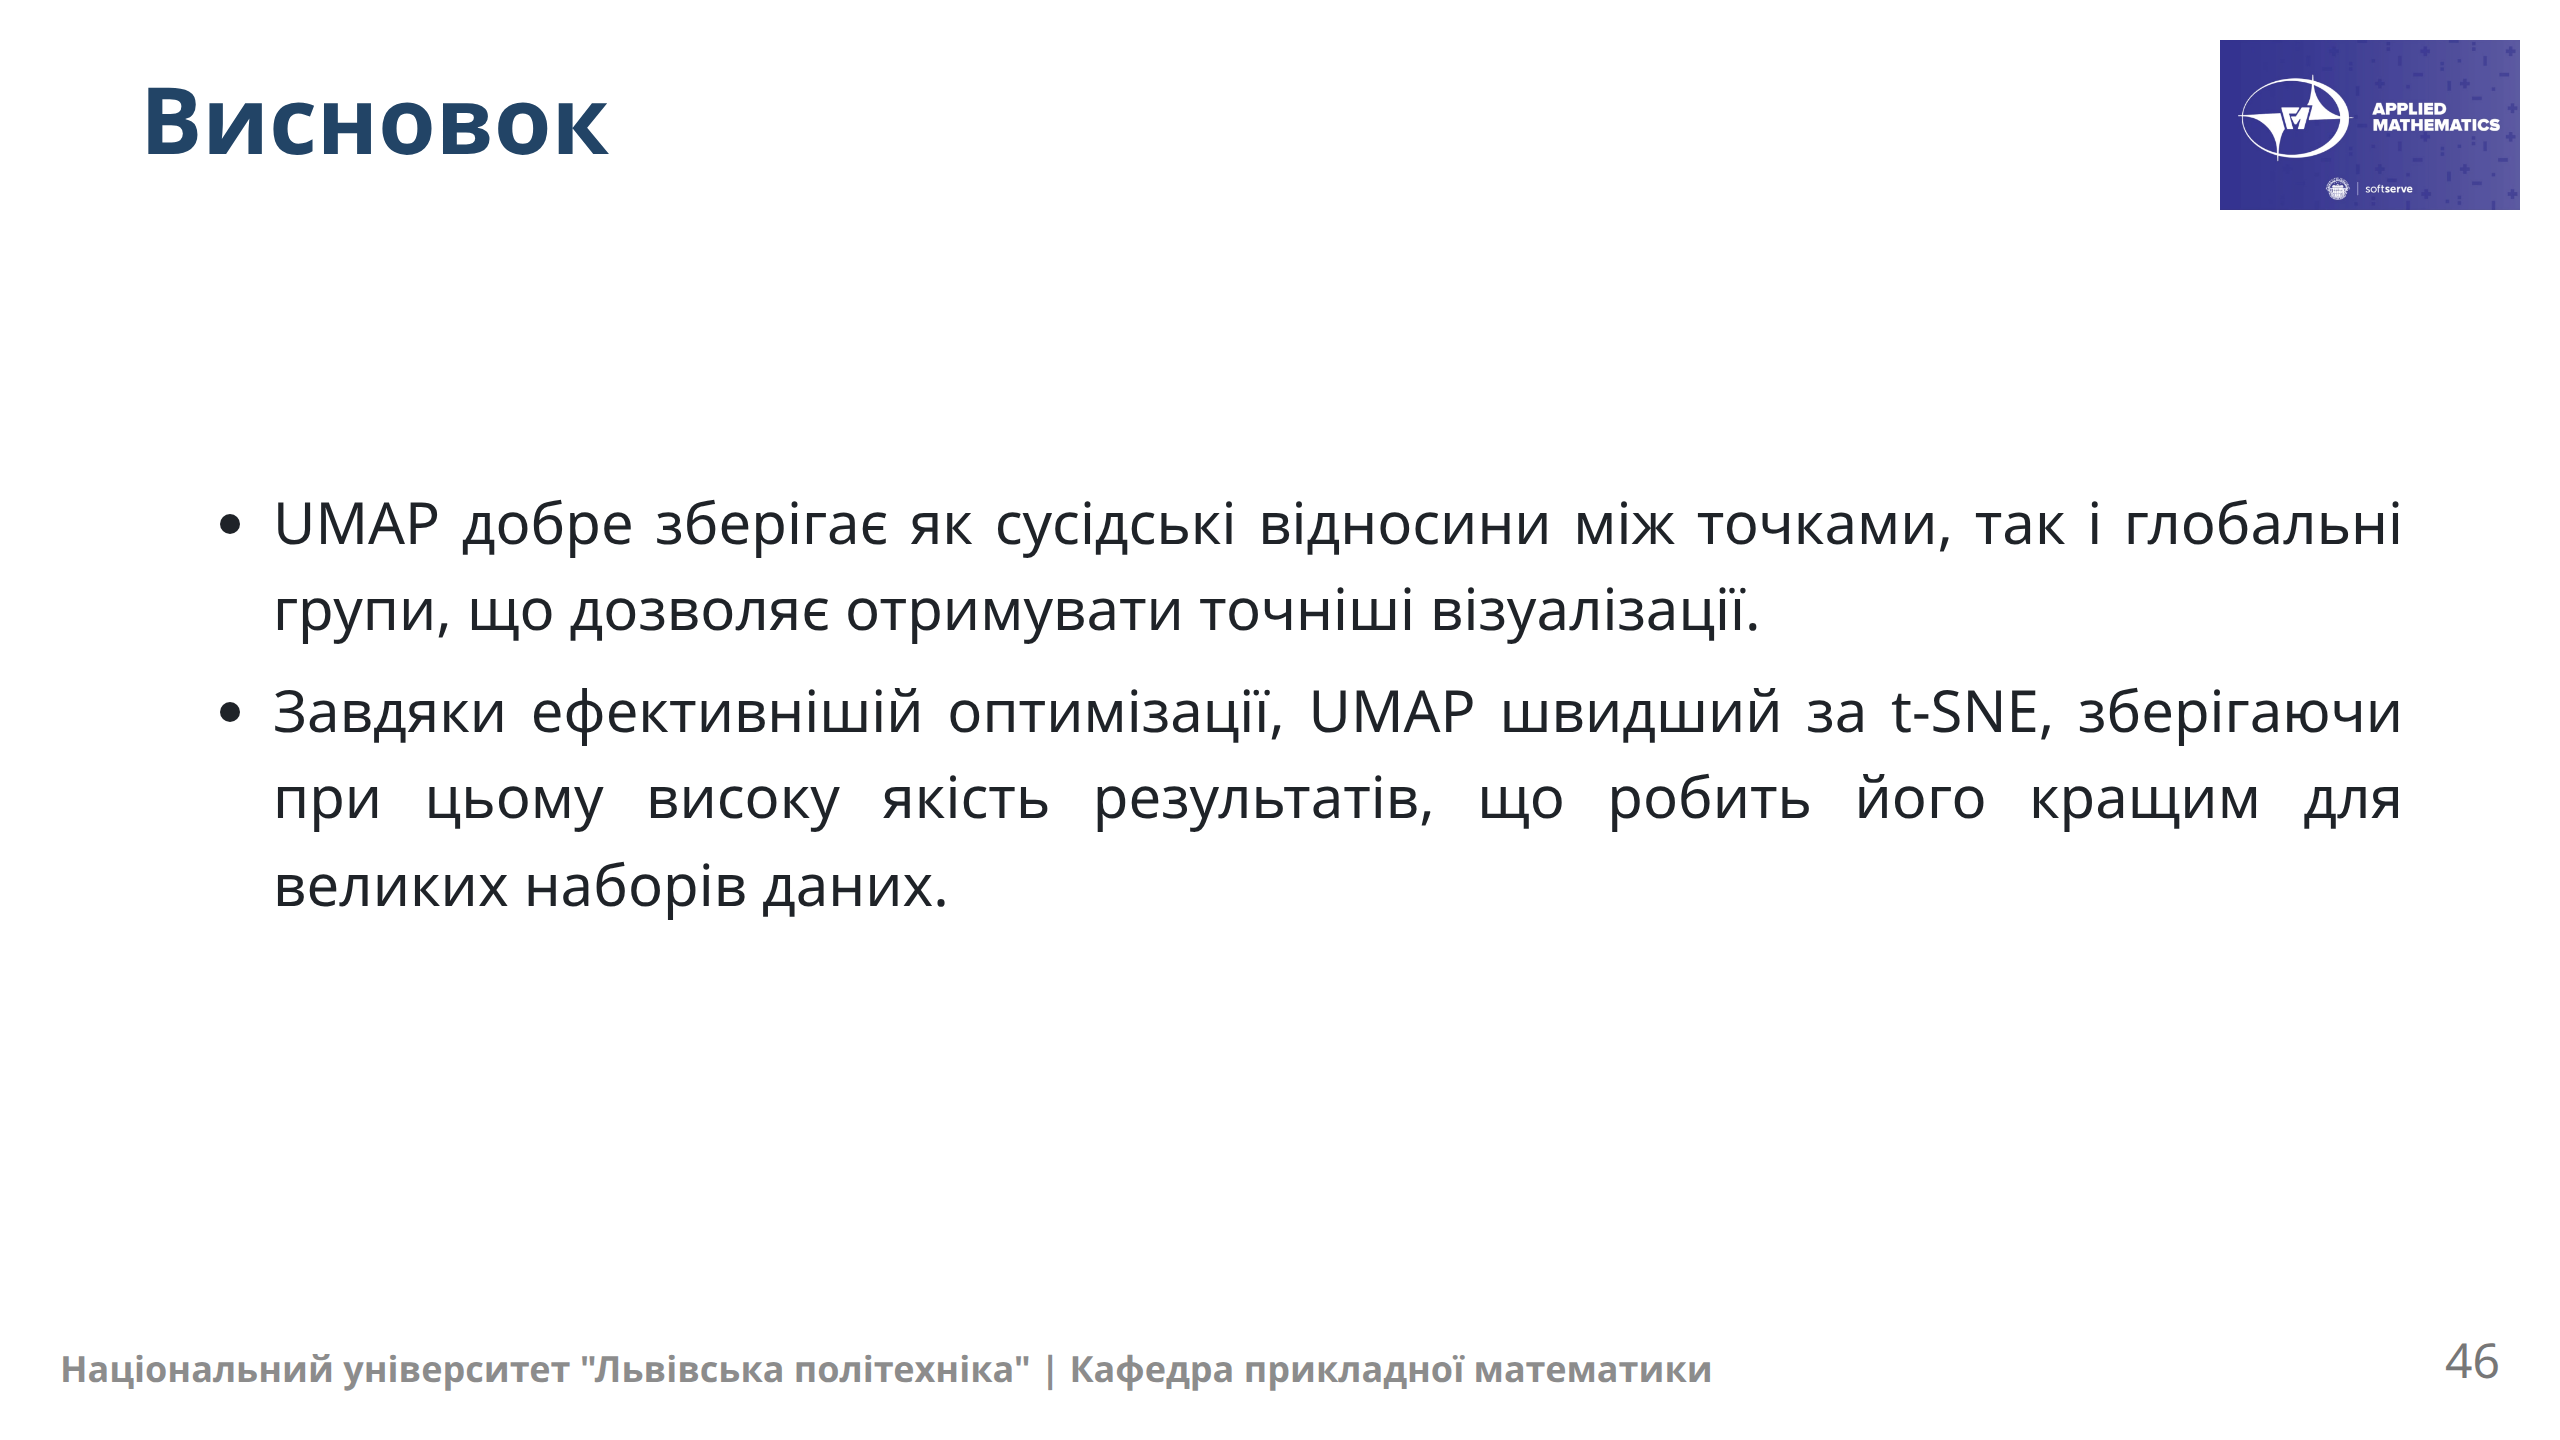 Висновок
APPLIED
MATHEMATICS
softserve
UMAP добре зберігає як сусідські відносини між точками, так і глобальні
групи, що дозволяє отримувати точніші візуалізації.
Завдяки ефективнішій оптимізації, UMAP швидший за t-SNE, зберігаючи
при цьому високу якість результатів, що робить його кращим для
великих наборів даних.
Національний університет "Львівська політехніка" | Кафедра прикладної математики
46